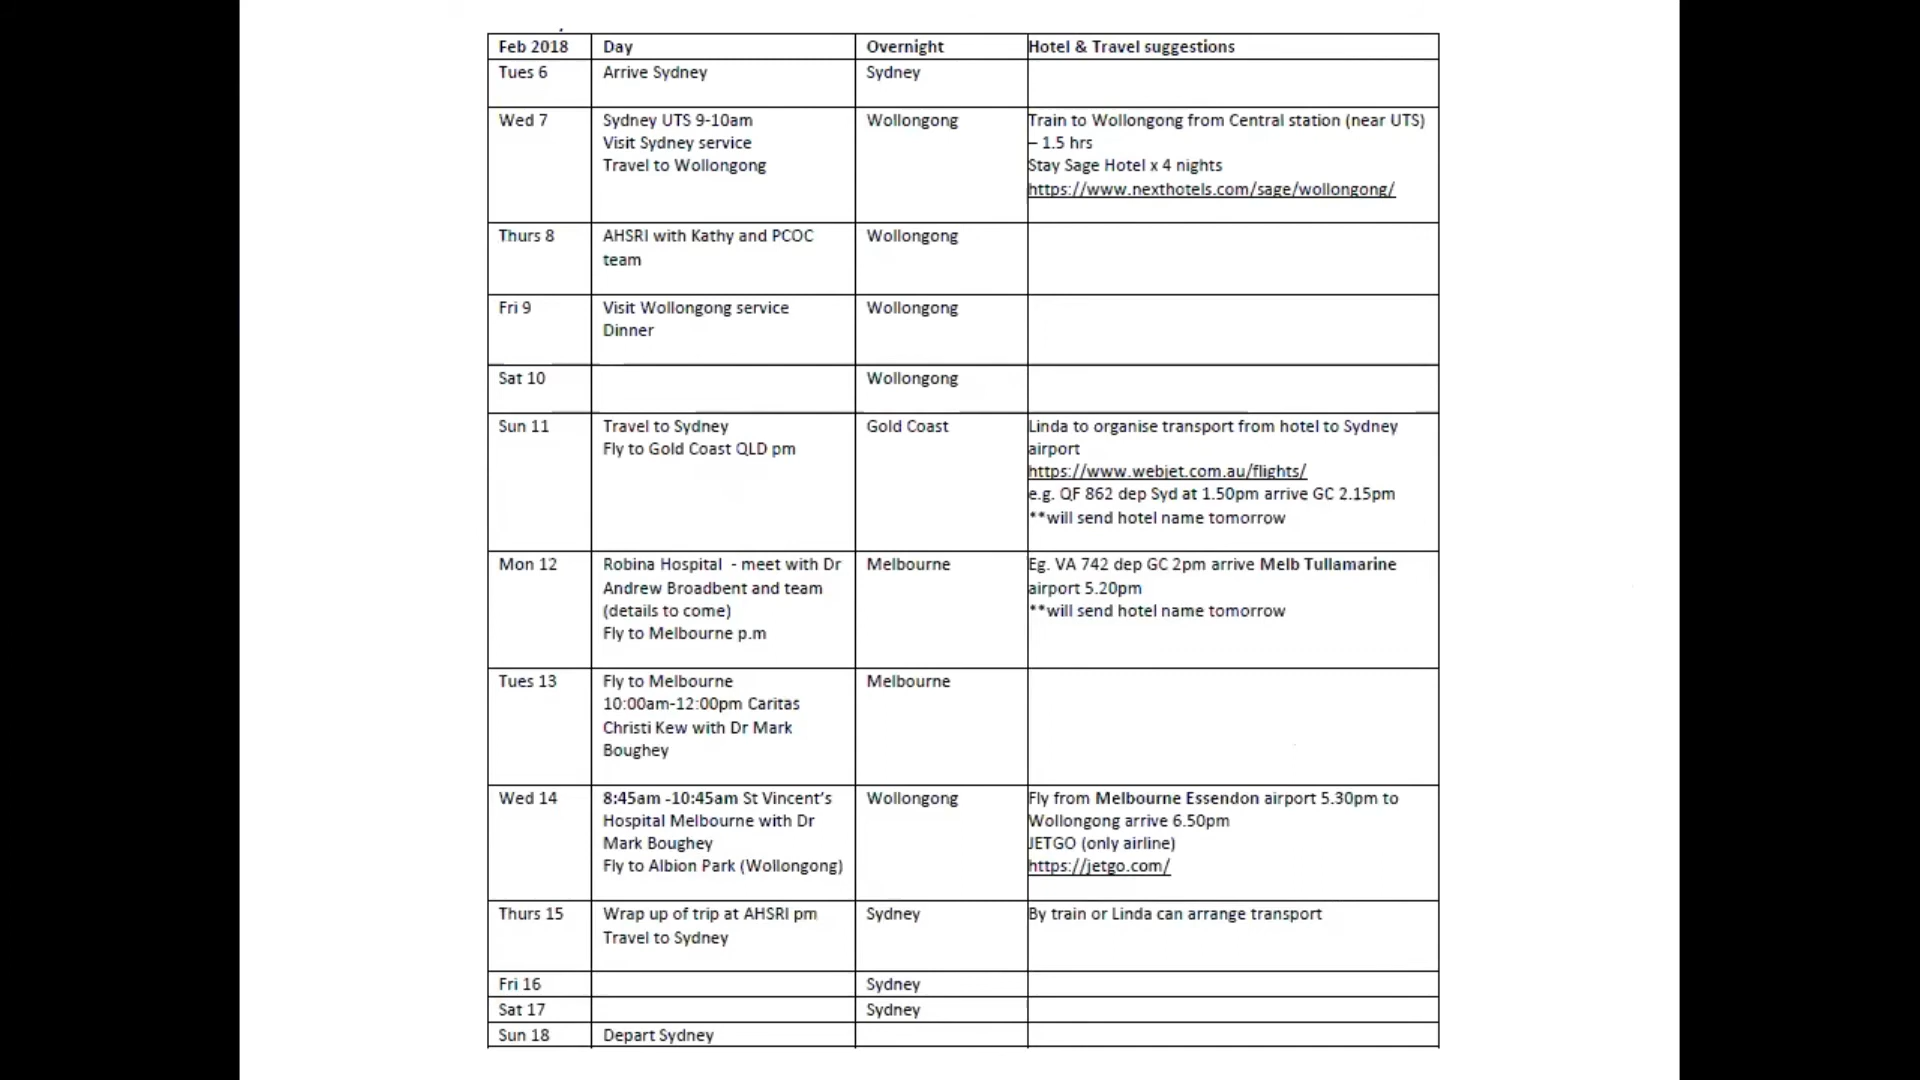 Feb 2018 Day Overnight Hotel & Travel suggestions
Tues 6 Arrive Sydney Sydney
Wed 7 Sydney UTS 9-10am Wollongong Train to Wollongong from Central station (near UTS)
Visit Sydney service – 1.5 hrs
Travel to Wollongong Stay Sage Hotel x 4 nights
https://www.nexthotels.com/sage/wollongong/
Thurs 8 AHSRI with Kathy and PCOC Wollongong
team
Fri 9 Visit Wollongong service Wollongong
Dinner
Sat 10 Wollongong
Sun 11 Travel to Sydney Gold Coast Linda to organise transport from hotel to Sydney
Fly to Gold Coast QLD pm airport
https://www.webjet.com.au/flights/
e.g. QF 862 dep Syd at 1.50pm arrive GC 2.15pm
**will send hotel name tomorrow
Mon 12 Robina Hospital - meet with Dr Melbourne Eg. VA 742 dep GC 2pm arrive Melb Tullamarine
Andrew Broadbent and team airport 5.20pm
(details to come) **will send hotel name tomorrow
Fly to Melbourne p.m
Tues 13 Fly to Melbourne Melbourne
10:00am-12:00pm Caritas
Christi Kew with Dr Mark
Boughey
Wed 14 8:45am -10:45am St Vincent's Wollongong Fly from Melbourne Essendon airport 5.30pm to
Hospital Melbourne with Dr Wollongong arrive 6.50pm
Mark Boughey JETGO (only airline)
Fly to Albion Park (Wollongong) https://jetgo.com/
Thurs 15 Wrap up of trip at AHSRI pm Sydney By train or Linda can arrange transport
Travel to Sydney
Fri 16 Sydney
Sat 17 Sydney
Sun 18 Depart Sydney